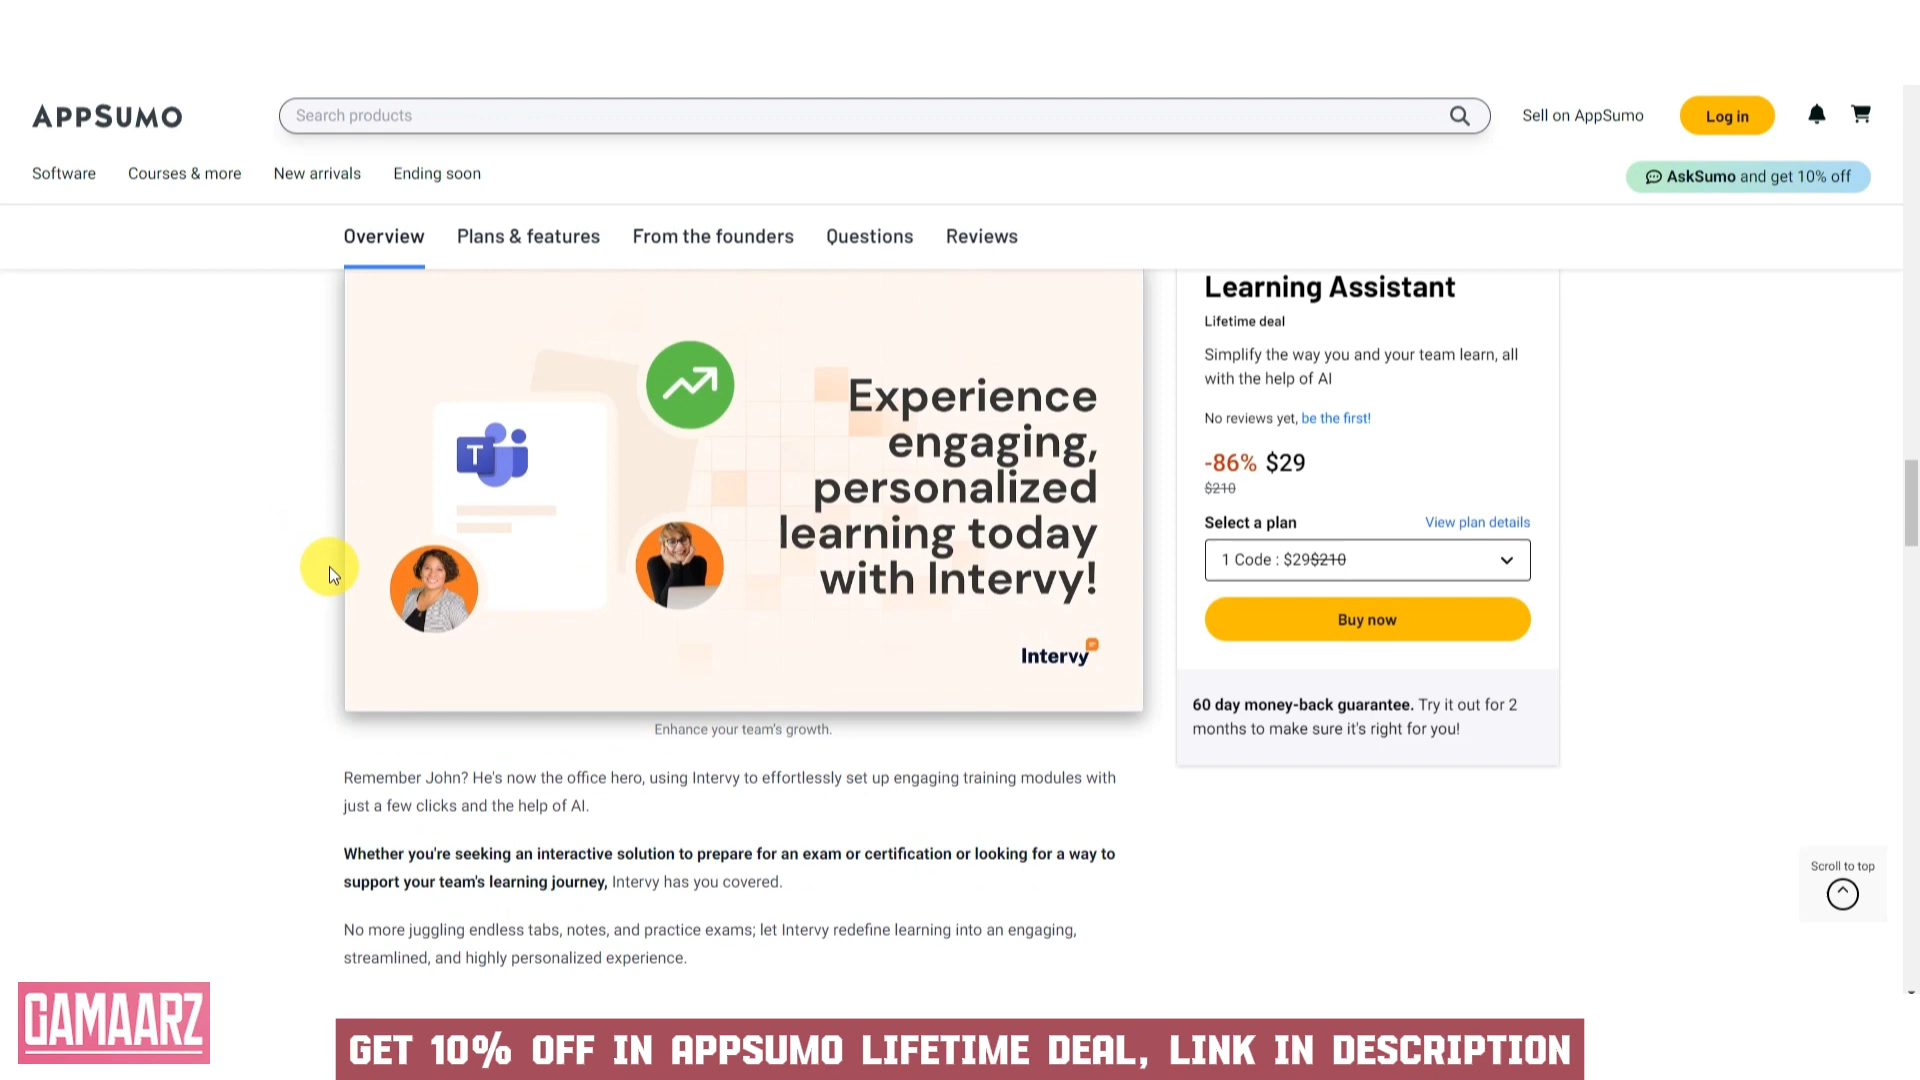 APPSUMO
Search products
Sell on AppSumo
Log in
Software
Courses & more
New arrivals
Ending soon
AskSumo and get 10% off
Overview
Plans & features
From the founders
Questions
Reviews
T
Experience
engaging,
personalized
learning today
with Intervy!
Intervy
Enhance your team's growth.
Remember John? He's now the office hero, using Intervy to effortlessly set up engaging training modules with
just a few clicks and the help of AI.
Whether you're seeking an interactive solution to prepare for an exam or certification or looking for a way to
support your team's learning journey, Intervy has you covered.
No more juggling endless tabs, notes, and practice exams; let Intervy redefine learning into an engaging,
streamlined, and highly personalized experience.
Learning Assistant
Lifetime deal
Simplify the way you and your team learn, all
with the help of AI
No reviews yet, be the first!
-86% $29
$210
Select a plan
View plan details
1 Code : $29$210
Buy now
60 day money-back guarantee. Try it out for 2
months to make sure it's right for you!
Scroll to top
GAMAARZ
GET 10% OFF IN APPSUMO LIFETIME DEAL, LINK IN DESCRIPTION